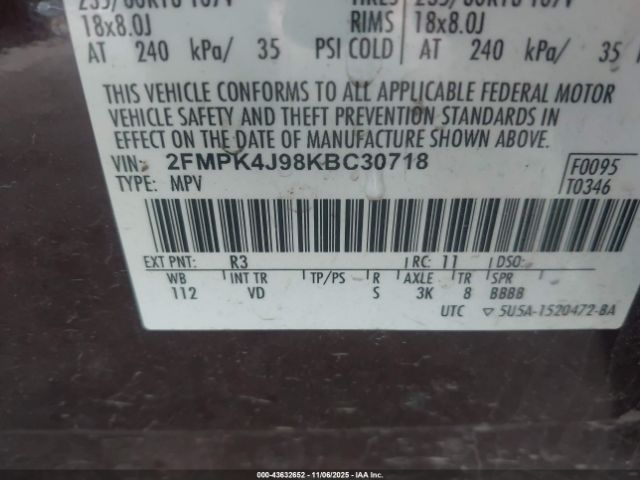 TIRES
18x8.0J RIMS 18x8.0J
AT 240 kPa/ 35 PSI COLD AT 240 kPa/ 35
THIS VEHICLE CONFORMS TO ALL APPLICABLE FEDERAL MOTOR
VEHICLE SAFETY AND THEFT PREVENTION STANDARDS IN
EFFECT ON THE DATE OF MANUFACTURE SHOWN ABOVE.
VIN: 2FMPK4J98KBC30718 F0095
TYPE: MPV T0346
EXT PNT: R3 RC: 11 DSO:
WB INT TR TP/PS R AXLE TR SPR
112 VD S 3K 8 BBBB
UTC ▽ 5U5A-1520472-BA
000-43632652 - 11/06/2025 - IAA Inc.